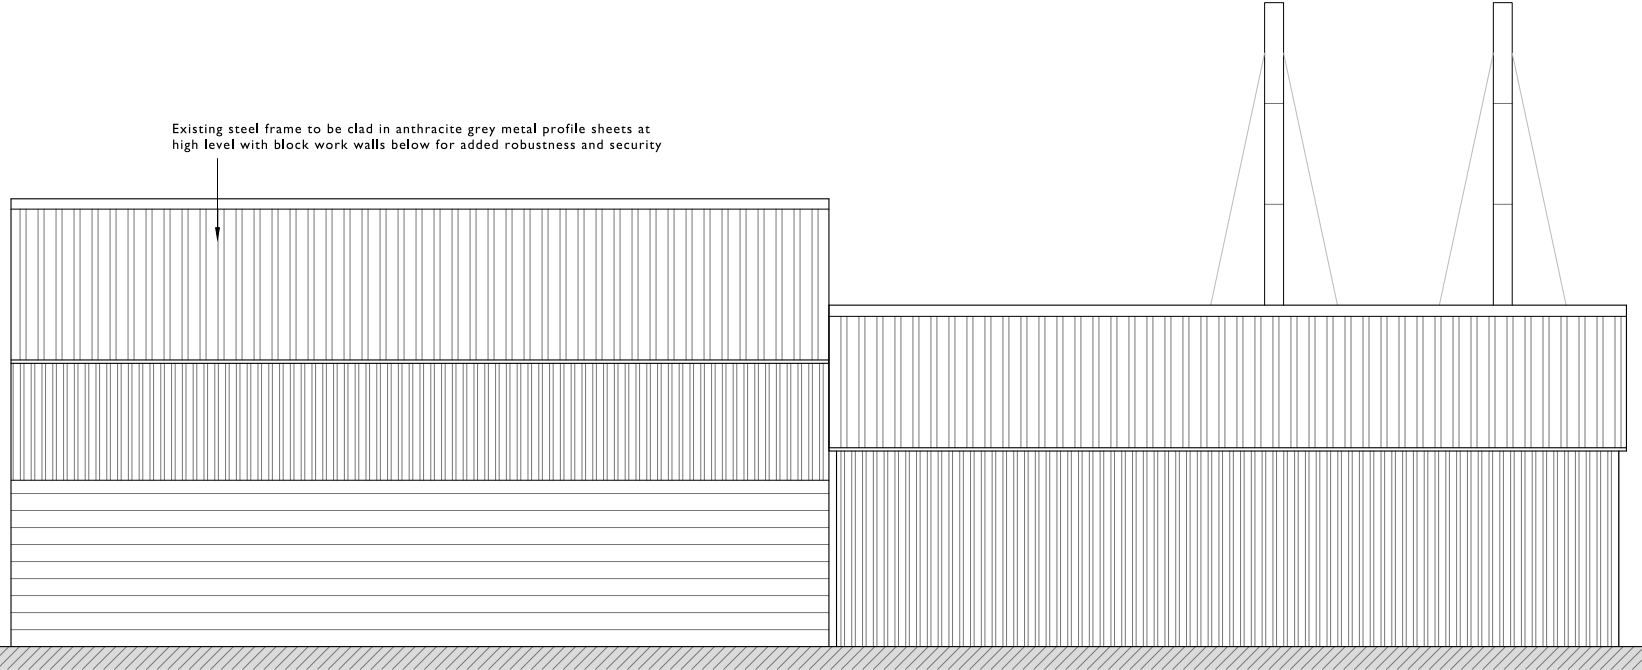 Existing steel frame to be clad in anthracite grey metal profile sheets at
high level with block work walls below for added robustness and security